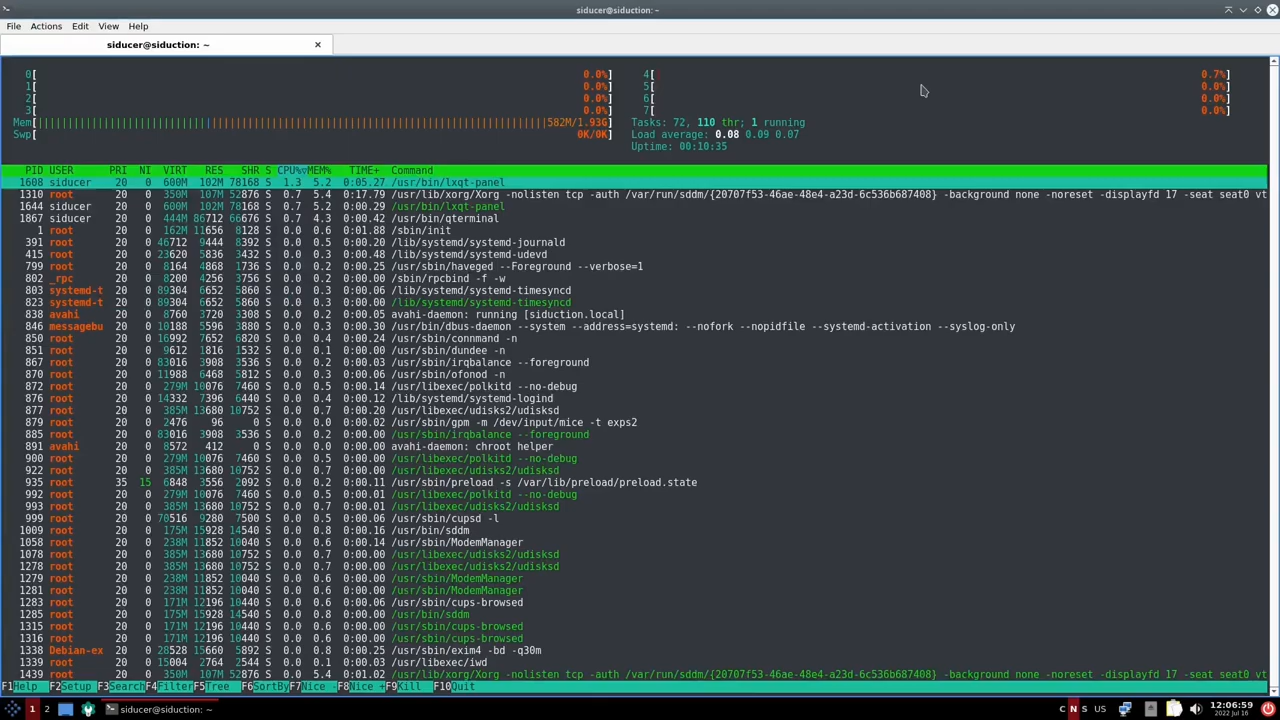 siducer@siduction: ~
File Actions Edit View Help
siducer@siduction: ~
0[ 0.0%] 4[ 0.7%]
1[ 0.0%] 5[ 0.0%]
2[ 0.0%] 6[ 0.0%]
3[ 0.0%] 7[ 0.0%]
Mem[ 582M/1.93G] Tasks: 72, 110 thr; 1 running
Swp[ 0K/0K] Load average: 0.08 0.09 0.07
Uptime: 00:10:35
PID USER PRI NI VIRT RES SHR S CPU%▽MEM% TIME+ Command
1608 siducer 20 0 600M 102M 78168 S 1.3 5.2 0:05.27 /usr/bin/lxqt-panel
1310 root 20 0 350M 107M 52876 S 0.7 5.4 0:17.79 /usr/lib/xorg/Xorg -nolisten tcp -auth /var/run/sddm/{20707f53-46ae-48e4-a23d-6c536b687408} -background none -noreset -displayfd 17 -seat seat0 vt
1644 siducer 20 0 600M 102M 78168 S 0.7 5.2 0:00.29 /usr/bin/lxqt-panel
1867 siducer 20 0 444M 86712 66676 S 0.7 4.3 0:00.42 /usr/bin/qterminal
1 root 20 0 162M 11656 8128 S 0.0 0.6 0:01.88 /sbin/init
391 root 20 0 46712 9444 8392 S 0.0 0.5 0:00.20 /lib/systemd/systemd-journald
415 root 20 0 23620 5836 3432 S 0.0 0.3 0:00.48 /lib/systemd/systemd-udevd
799 root 20 0 8164 4868 1736 S 0.0 0.2 0:00.25 /usr/sbin/haveged --Foreground --verbose=1
802 _rpc 20 0 8200 4256 3756 S 0.0 0.2 0:00.06 /sbin/rpcbind -f -w
803 systemd-t 20 0 89304 6652 5860 S 0.0 0.3 0:00.06 /lib/systemd/systemd-timesyncd
823 systemd-t 20 0 89304 6652 5860 S 0.0 0.3 0:00.00 /lib/systemd/systemd-timesyncd
838 avahi 20 0 8760 3720 3308 S 0.0 0.2 0:00.05 avahi-daemon: running [siduction.local]
846 messagebu 20 0 10188 5596 3880 S 0.0 0.3 0:00.30 /usr/bin/dbus-daemon --system --address=systemd: --nofork --nopidfile --systemd-activation --syslog-only
850 root 20 0 16992 7652 6820 S 0.0 0.4 0:00.24 /usr/sbin/connmand -n
851 root 20 0 9612 1816 1532 S 0.0 0.1 0:00.00 /usr/sbin/dundee -n
867 root 20 0 83016 3908 3536 S 0.0 0.2 0:00.03 /usr/sbin/irqbalance --foreground
870 root 20 0 11988 6468 5812 S 0.0 0.3 0:00.06 /usr/sbin/ofonod -n
872 root 20 0 279M 10076 7460 S 0.0 0.5 0:00.14 /usr/libexec/polkitd --no-debug
876 root 20 0 14332 7396 6440 S 0.0 0.4 0:00.12 /lib/systemd/systemd-logind
877 root 20 0 385M 13680 10752 S 0.0 0.7 0:00.20 /usr/libexec/udisks2/udisksd
879 root 20 0 2476 96 0 S 0.0 0.0 0:00.00 /usr/sbin/gpm -m /dev/input/mice -t exps2
885 root 20 0 83016 3908 3536 S 0.0 0.2 0:00.00 /usr/sbin/irqbalance --foreground
891 avahi 20 0 8572 412 0 S 0.0 0.0 0:00.00 avahi-daemon: chroot helper
900 root 20 0 279M 10076 7460 S 0.0 0.5 0:00.00 /usr/libexec/polkitd --no-debug
922 root 20 0 385M 13680 10752 S 0.0 0.7 0:00.00 /usr/libexec/udisks2/udisksd
935 root 35 15 6848 3556 2092 S 0.0 0.2 0:00.11 /usr/sbin/preload -s /var/lib/preload/preload.state
992 root 20 0 279M 10076 7460 S 0.0 0.5 0:00.01 /usr/libexec/polkitd --no-debug
993 root 20 0 385M 13680 10752 S 0.0 0.7 0:00.01 /usr/libexec/udisks2/udisksd
999 root 20 0 70516 9280 7500 S 0.0 0.5 0:00.06 /usr/sbin/cupsd -l
1009 root 20 0 175M 15928 14540 S 0.0 0.8 0:00.16 /usr/bin/sddm
1058 root 20 0 238M 11852 10040 S 0.0 0.6 0:00.14 /usr/sbin/ModemManager
1078 root 20 0 385M 13680 10752 S 0.0 0.7 0:00.00 /usr/libexec/udisks2/udisksd
1278 root 20 0 385M 13680 10752 S 0.0 0.7 0:00.00 /usr/libexec/udisks2/udisksd
1279 root 20 0 238M 11852 10040 S 0.0 0.6 0:00.00 /usr/sbin/ModemManager
1281 root 20 0 238M 11852 10040 S 0.0 0.6 0:00.00 /usr/sbin/ModemManager
1283 root 20 0 171M 12196 10440 S 0.0 0.6 0:00.03 /usr/sbin/cups-browsed
1285 root 20 0 175M 15928 14540 S 0.0 0.8 0:00.00 /usr/bin/sddm
1315 root 20 0 171M 12196 10440 S 0.0 0.6 0:00.00 /usr/sbin/cups-browsed
1316 root 20 0 171M 12196 10440 S 0.0 0.6 0:00.00 /usr/sbin/cups-browsed
1338 Debian-ex 20 0 28528 15660 5892 S 0.0 0.8 0:00.25 /usr/sbin/exim4 -bd -q30m
1339 root 20 0 15004 2724 2544 S 0.0 0.1 0:00.03 /usr/libexec/iwd
1439 root 20 0 350M 107M 52876 S 0.0 5.4 0:01.02 /usr/lib/xorg/Xorg -nolisten tcp -auth /var/run/sddm/{20707f53-46ae-48e4-a23d-6c536b687408} -background none -noreset -displayfd 17 -seat seat0 vt
F1Help F2Setup F3SearchF4FilterF5Tree F6SortByF7Nice -F8Nice +F9Kill F10Quit
1 2 siducer@siduction: ~ C N S US 12:06:59
2022 Jul 16